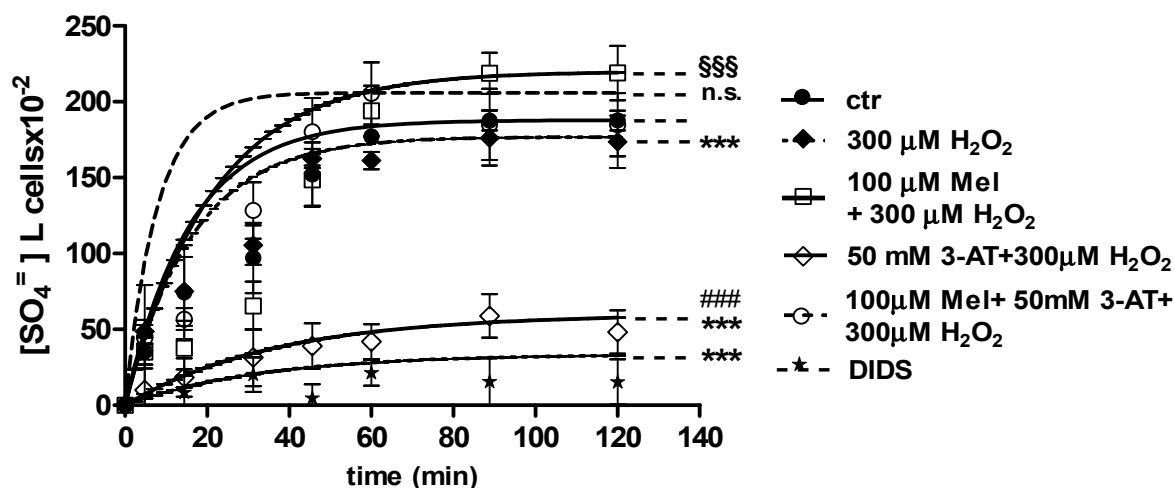 250
200
150
100
50
0
[SO₄⁼] L cellsx10⁻²
0 20 40 60 80 100 120 140
time (min)
§§§
n.s.
***
###
***
***
ctr
300 μM H₂O₂
100 μM Mel
+ 300 μM H₂O₂
50 mM 3-AT+300μM H₂O₂
100μM Mel+ 50mM 3-AT+
300μM H₂O₂
DIDS